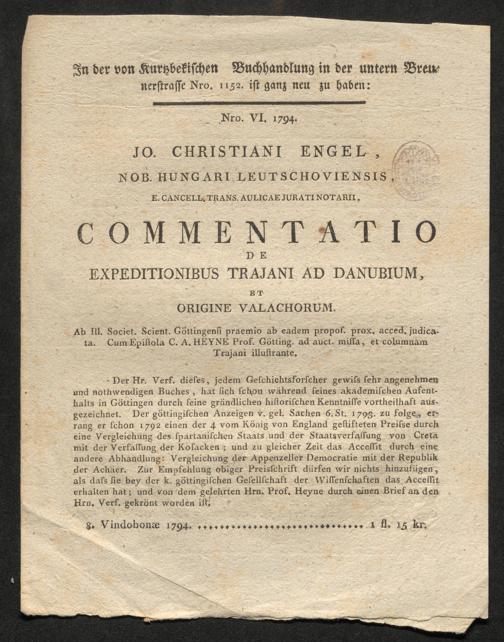 In der von Kurtzbekischen Buchhandlung in der untern Breu-
nerstrasse Nro. 1152. ist ganz neu zu haben:
Nro. VI. 1794.
JO. CHRISTIANI ENGEL,
NOB. HUNGARI LEUTSCHOVIENSIS,
E. CANCELL. TRANS. AULICAE JURATI NOTARII,
COMMENTATIO
DE
EXPEDITIONIBUS TRAJANI AD DANUBIUM,
ET
ORIGINE VALACHORUM.
Ab Ill. Societ. Scient. Göttingensi praemio ab eadem propoſ. prox. acced. judica-
ta. Cum Epiſtola C. A. HEYNE Prof. Götting. ad auct. miſſa, et columnam
Trajani illuſtrante.
Der Hr. Verf. dieſes, jedem Geſchichtsforſcher gewiſs ſehr angenehmen
und nothwendigen Buches, hat ſich ſchon während ſeines akademiſchen Aufent-
halts in Göttingen durch ſeine gründlichen hiſtoriſchen Kenntniſſe vortheilhaft aus-
gezeichnet. Der göttingiſchen Anzeigen v. gel. Sachen 6. St. 1793. zu folge, er-
rang er ſchon 1792 einen der 4 vom König von England geſtifteten Preiſse durch
eine Vergleichung des ſpartaniſchen Staats und der Staatsverfaſſung von Creta
mit der Verfaſſung der Koſacken; und zu gleicher Zeit das Acceſſit durch eine
andere Abhandlung: Vergleichung der Appenzeller Democratie mit der Republik
der Achäer. Zur Empfehlung obiger Preisſchrift dürfen wir nichts hinzufügen,
als daſs ſie bey der k. göttingiſchen Geſellſchaft der Wiſſenſchaften das Acceſſit
erhalten hat; und von dem gelehrten Hrn. Prof. Heyne durch einen Brief an den
Hrn. Verf. gekrönt worden iſt.
8. Vindobonæ 1794. .............................. 1 fl. 15 kr.